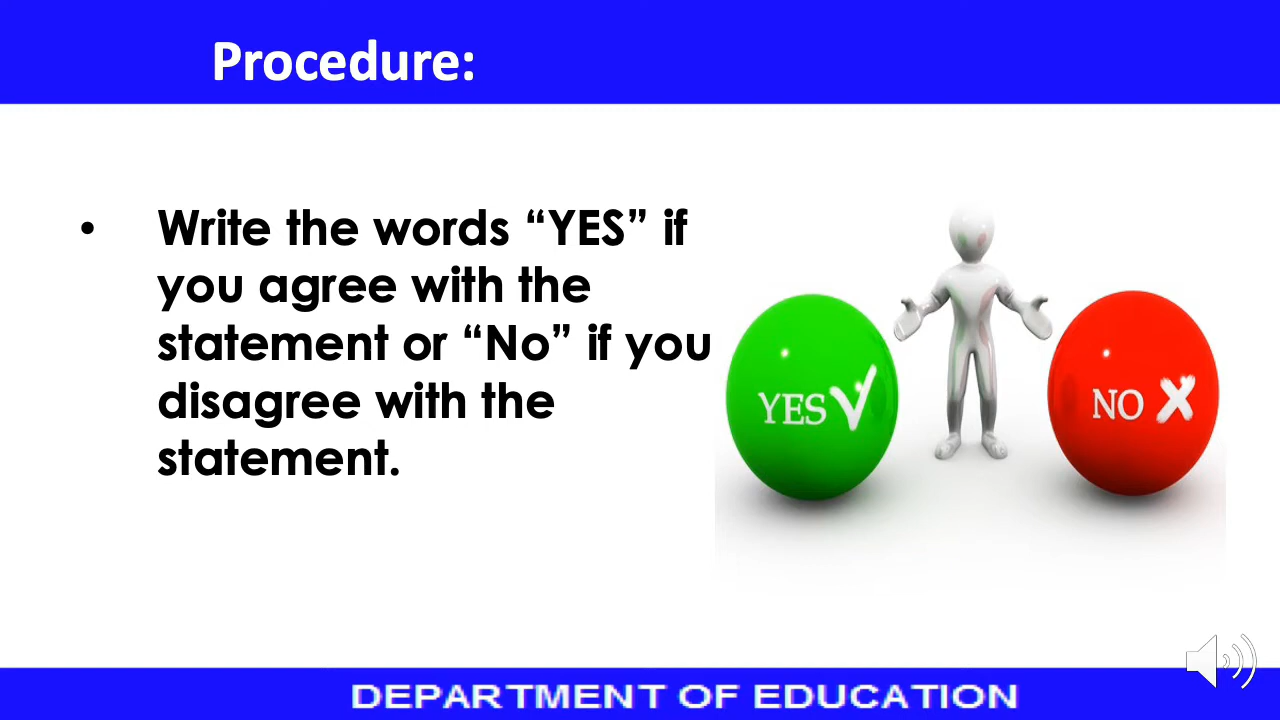 Procedure:
• Write the words “YES” if
you agree with the
statement or “No” if you
disagree with the
statement.
YES
NO
DEPARTMENT OF EDUCATION